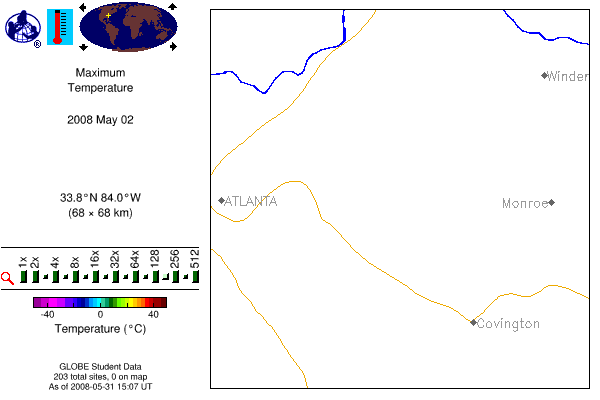 ®
Maximum
Temperature
2008 May 02
33.8°N 84.0°W
(68 × 68 km)
1x 2x 4x 8x 16x 32x 64x 128 256 512
-40 0 40
Temperature (°C)
GLOBE Student Data
203 total sites, 0 on map
As of 2008-05-31 15:07 UT
Winder
ATLANTA
Monroe
Covington